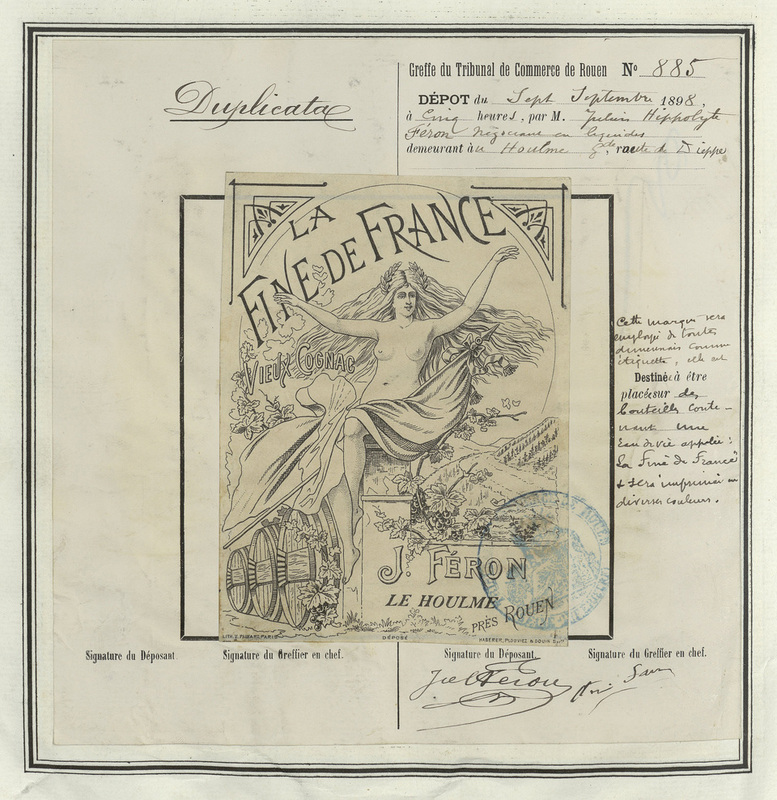 Duplicata
Greffe du Tribunal de Commerce de Rouen Nº 885
DÉPOT du Sept Septembre 1898,
à Cinq heures, par M. Jules Hippolyte
Féron négociant en liquides
demeurant au Houlme, route de Dieppe
LA
FINE DE FRANCE
VIEUX COGNAC
Cette marque sera
employé de toutes
dimensions comme
étiquette, elle est
Destinée à être
placée sur des
bouteilles conte-
nant une
Eau de vie appelée :
La Fine de France
& sera imprimée en
diverses couleurs.
J. FÉRON
LE HOULME
PRÈS ROUEN
DÉPOSÉ
Signature du Déposant.
Signature du Greffier en chef.
Signature du Déposant.
Signature du Greffier en chef.
Jles H Féron